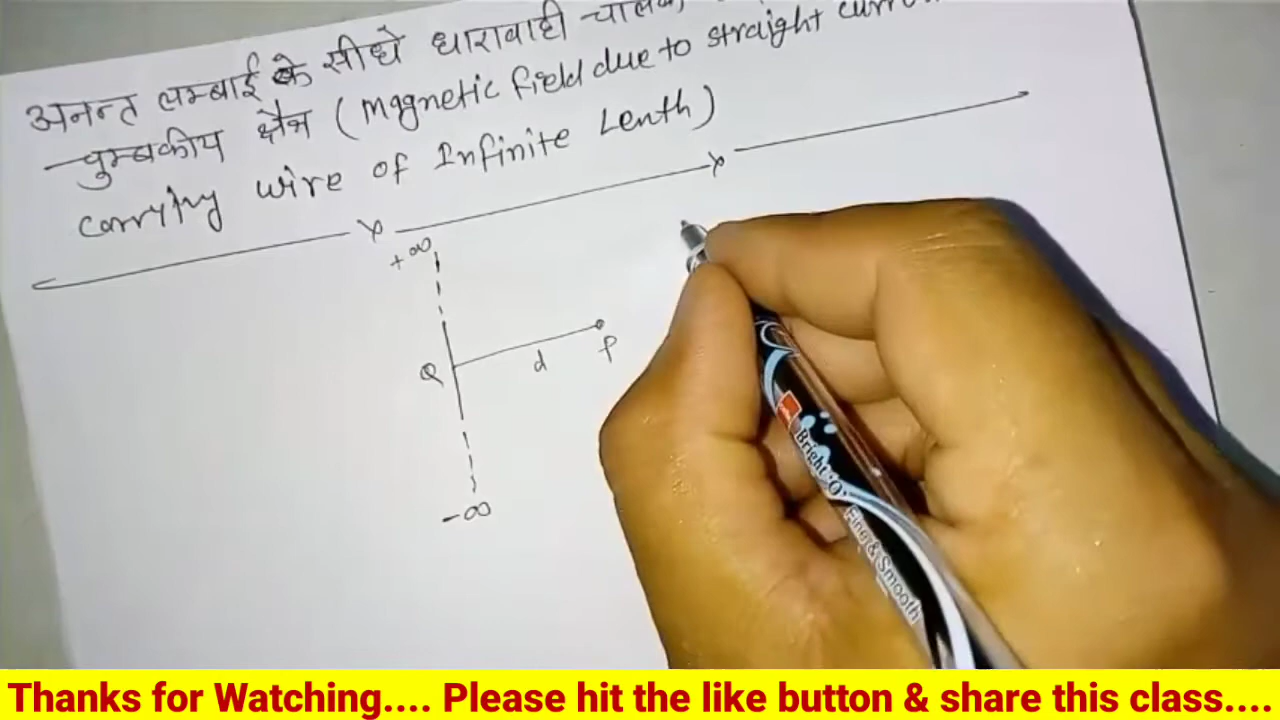 अनन्त लम्बाई के सीधे धारावाही चालक
चुम्बकीय क्षेत्र (Magnetic field due to straight
carrying wire of Infinite Lenth)
+∞
Q
d
P
-∞
Bright 'O'
Fine & Smooth
Thanks for Watching.... Please hit the like button & share this class....